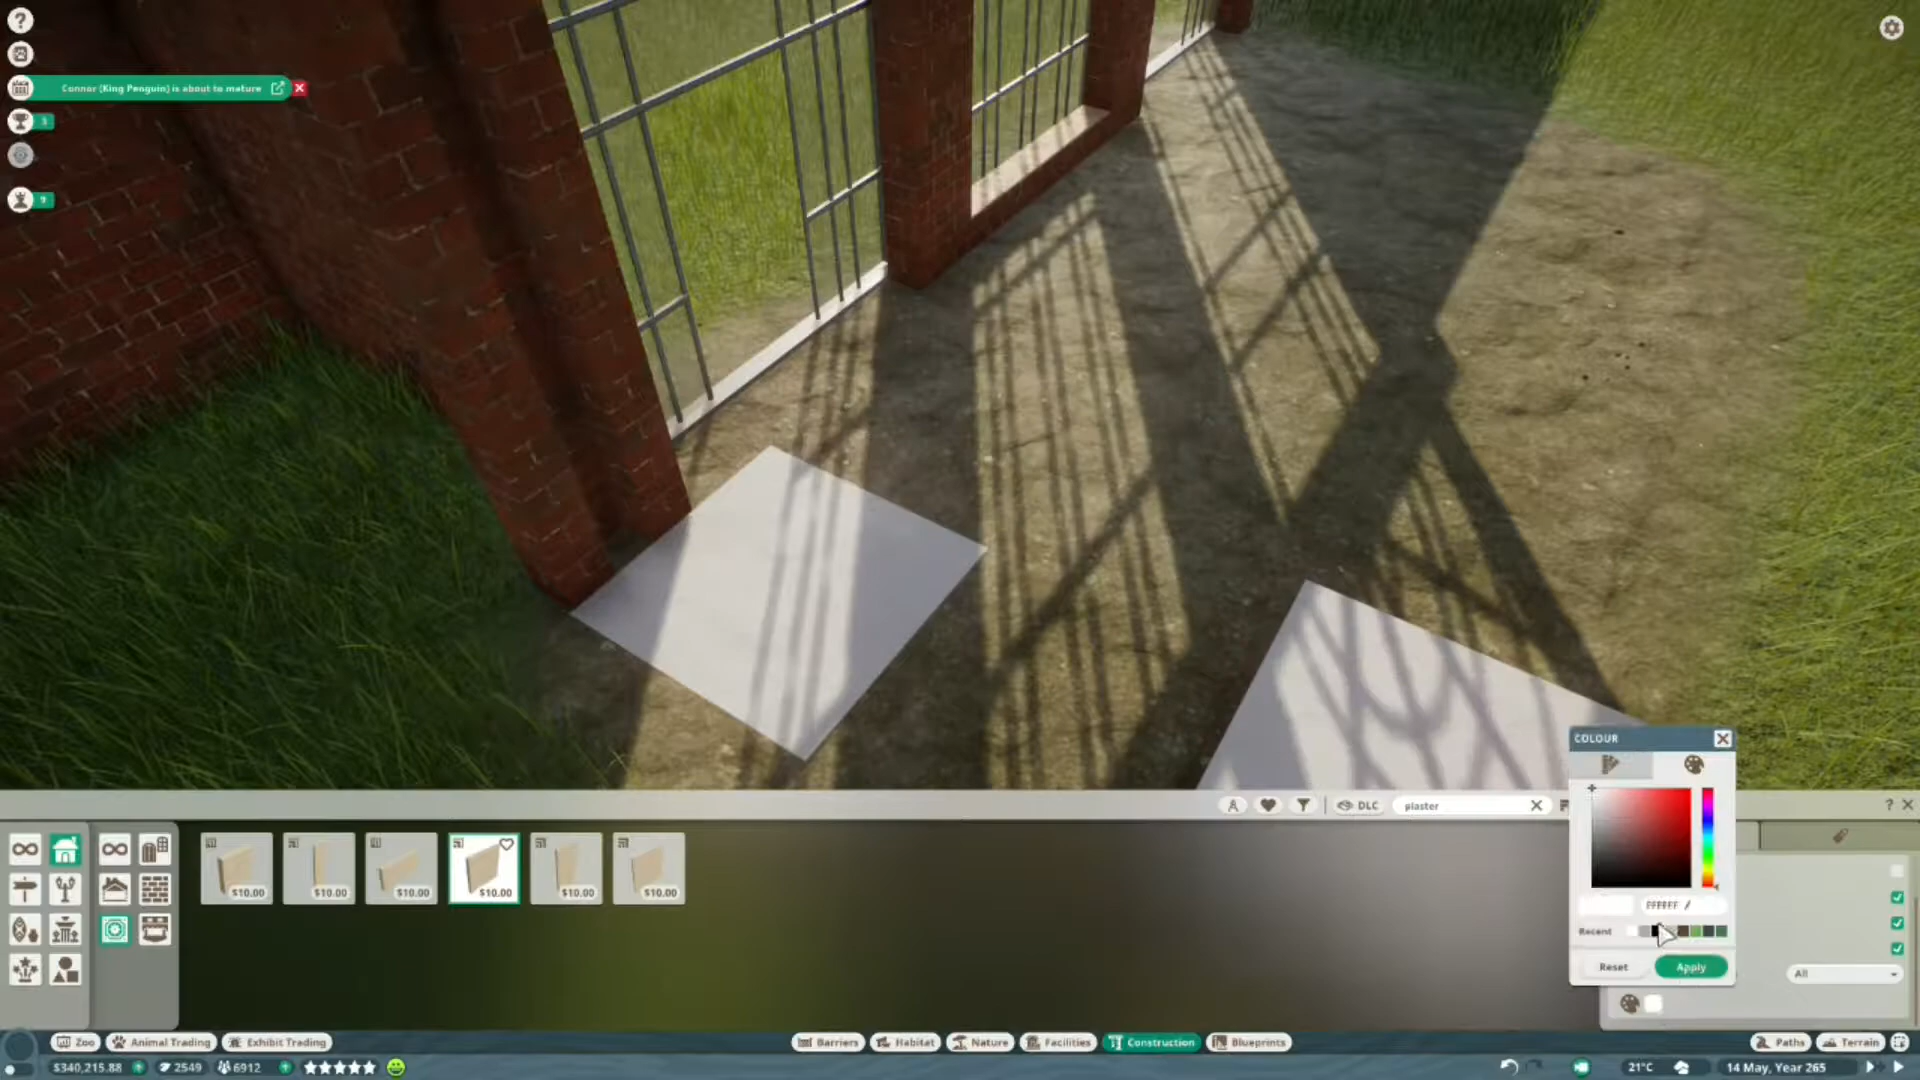 ?
Connor (King Penguin) is about to mature
3
9
COLOUR
FFFFFF
Recent
Reset
Apply
DLC
plaster
?
$10.00
$10.00
$10.00
$10.00
$10.00
$10.00
All
Zoo
Animal Trading
Exhibit Trading
Barriers
Habitat
Nature
Facilities
Construction
Blueprints
Paths
Terrain
$340,215.88
2549
6912
21°C
14 May, Year 265